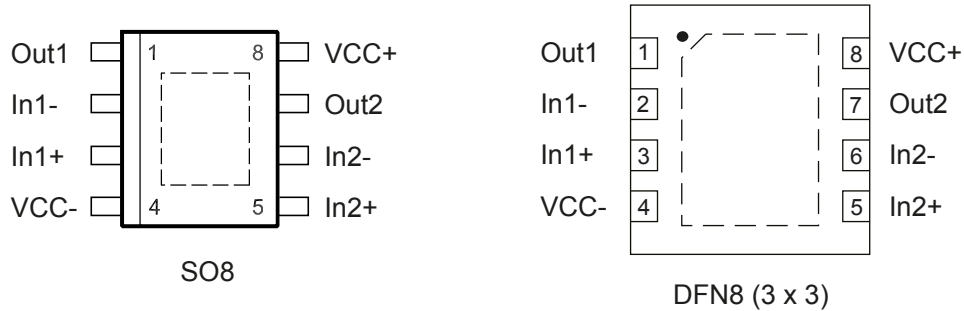 Out1
1
8
VCC+
In1-
Out2
In1+
In2-
VCC-
4
5
In2+
SO8
Out1
1
8
VCC+
In1-
2
7
Out2
In1+
3
6
In2-
VCC-
4
5
In2+
DFN8 (3 x 3)